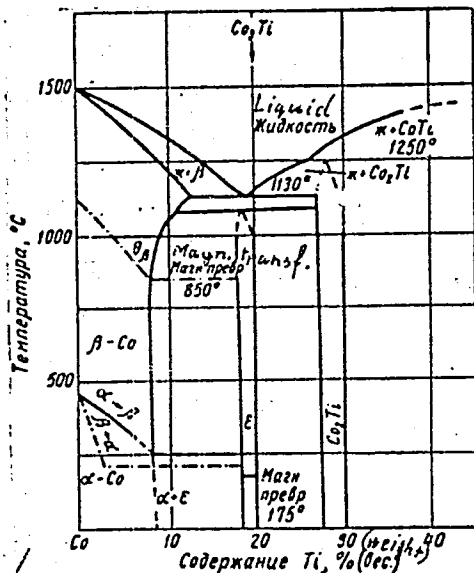 Co₃Ti
1500
Liquid
Жидкость
ж+CoTi
1250°
ж+β
1130°
ж+Co₂Ti
1000
θβ
Магн. transf.
Магн превр
850°
β-Co
500
α→β
β→α
ε
Co₂Ti
α-Co
α+ε
Магн
превр
175°
Температура, °C
Co
10
20
30
40
(weight)
Содержание Ti, % (вес.)